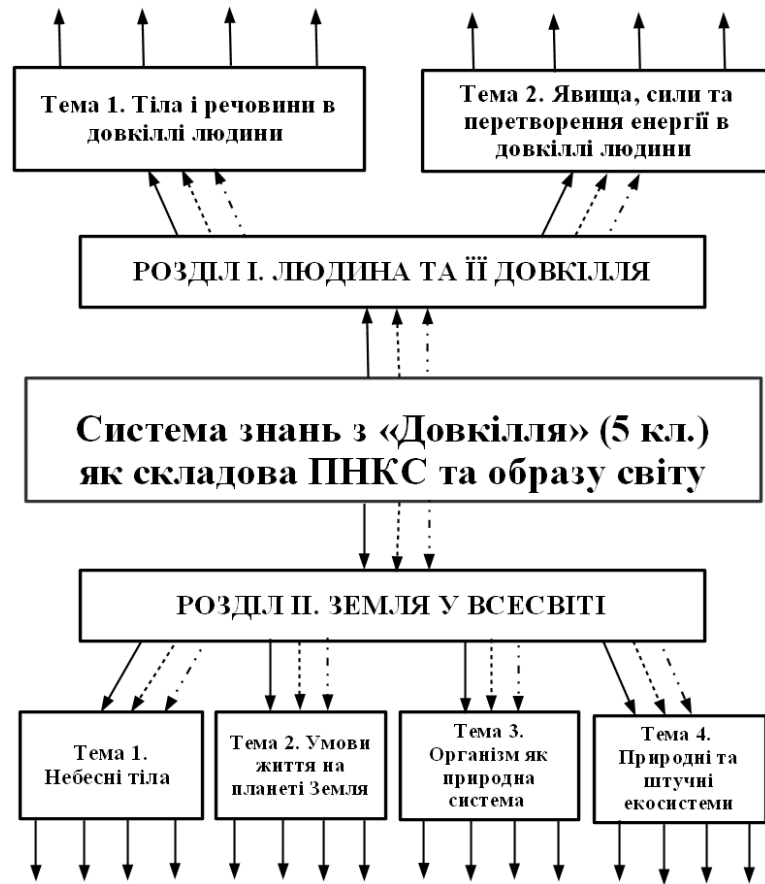 Тема 1. Тіла і речовини в
довкіллі людини
Тема 2. Явища, сили та
перетворення енергії в
довкіллі людини
РОЗДІЛ І. ЛЮДИНА ТА ЇЇ ДОВКІЛЛЯ
Система знань з «Довкілля» (5 кл.)
як складова ПНКС та образу світу
РОЗДІЛ ІІ. ЗЕМЛЯ У ВСЕСВІТІ
Тема 1.
Небесні тіла
Тема 2. Умови
життя на
планеті Земля
Тема 3.
Організм як
природна
система
Тема 4.
Природні та
штучні
екосистеми